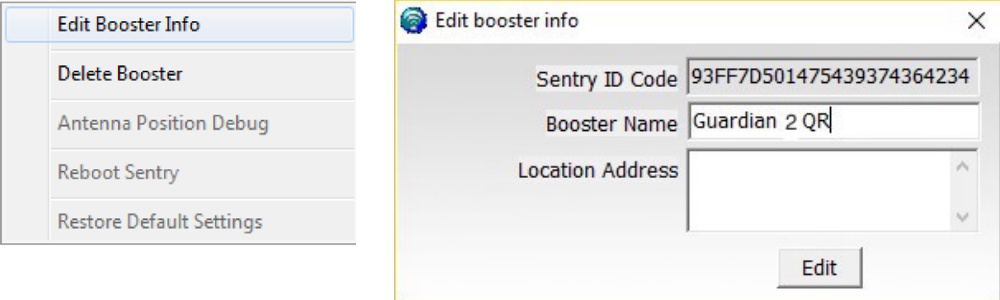 Edit Booster Info
Delete Booster
Antenna Position Debug
Reboot Sentry
Restore Default Settings
Edit booster info
Sentry ID Code 93FF7D501475439374364234
Booster Name Guardian 2 QR
Location Address
Edit